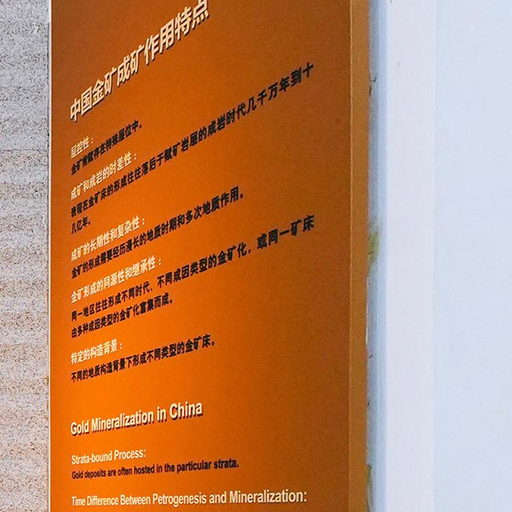 中国金矿成矿作用特点
层控性：
金矿常赋存在特殊层位中。
成矿和成岩的时差性：
表现在金矿床的形成往往落后于赋矿岩层的成岩时代几千万年到十
几亿年。
成矿的长期性和复杂性：
金矿的形成需要经历漫长的地质时期和多次地质作用。
金矿形成的同源性和继承性：
同一地区往往形成不同时代、不同成因类型的金矿化，或同一矿床
由多种成因类型的金矿化富集而成。
特定的构造背景：
不同的地质构造背景下形成不同类型的金矿床。
Gold Mineralization in China
Strata-bound Process:
Gold deposits are often hosted in the particular strata.
Time Difference Between Petrogenesis and Mineralization: